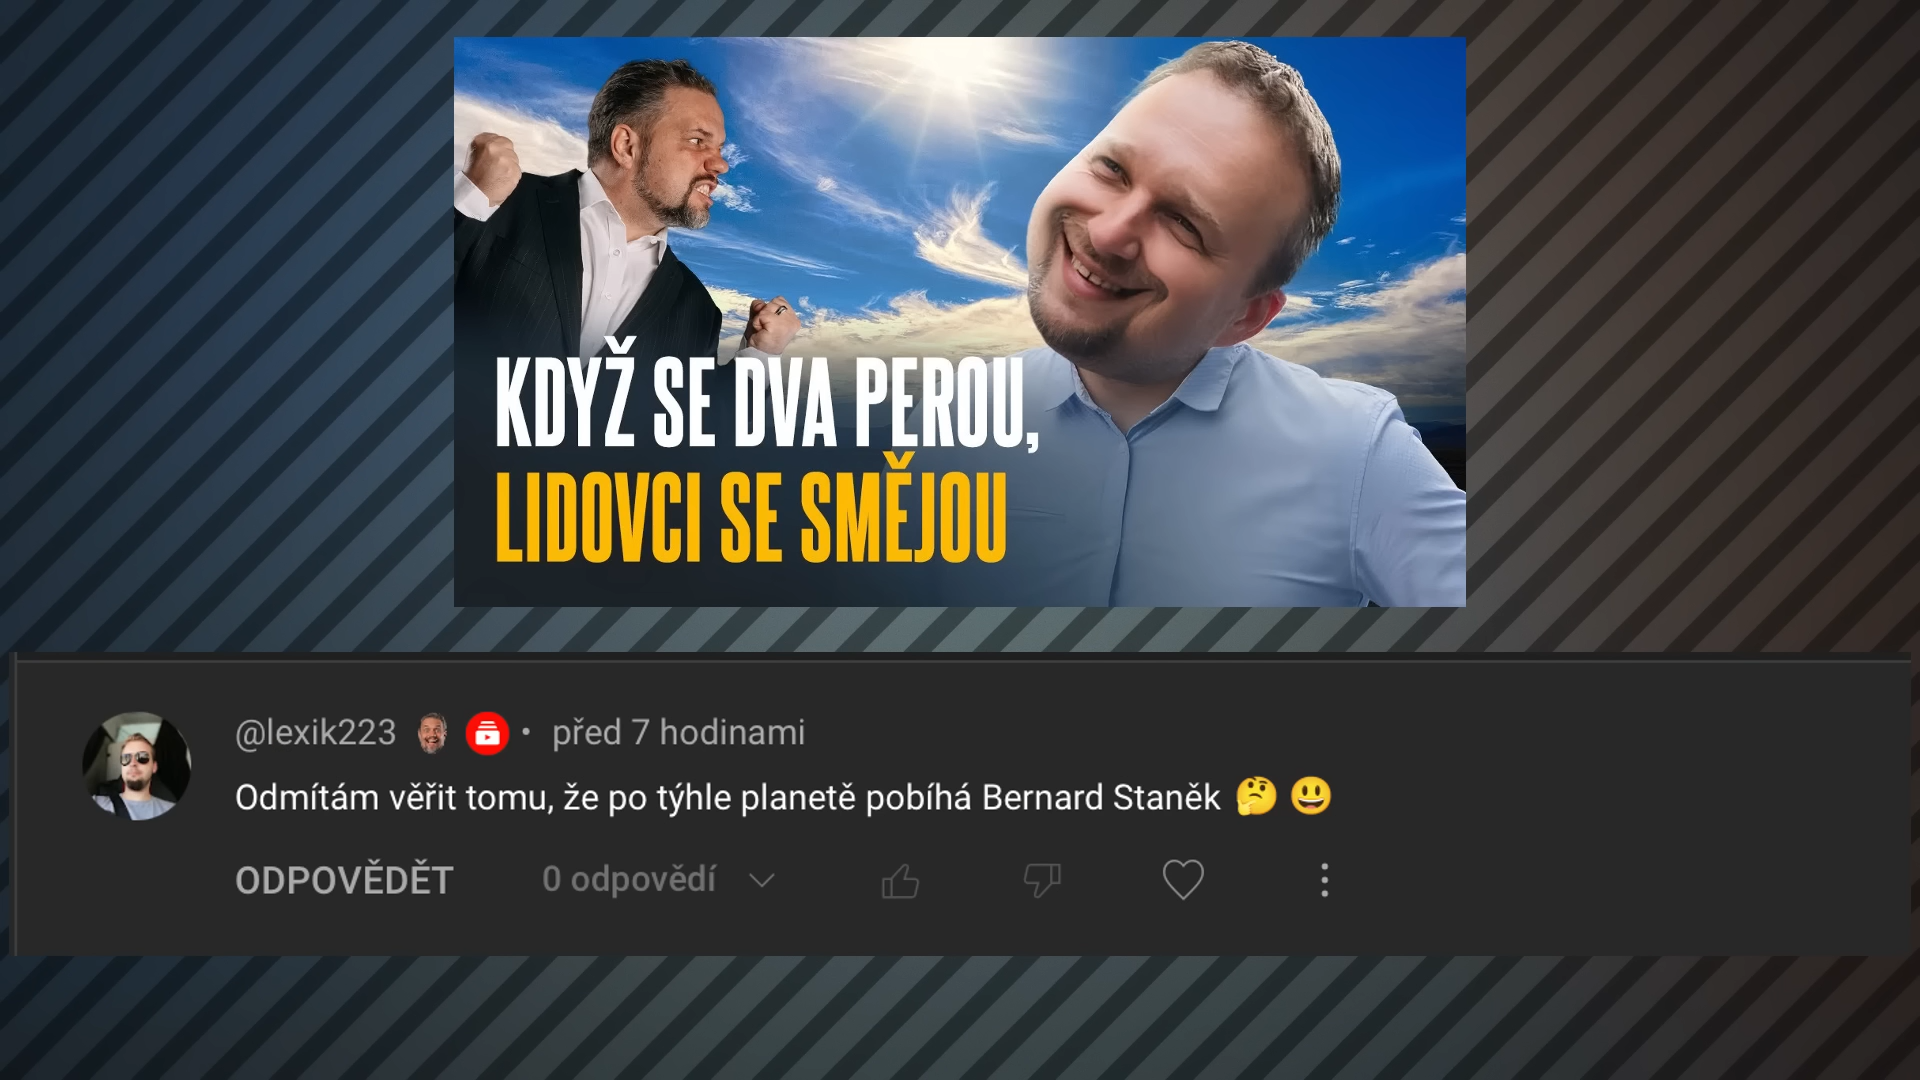 KDYŽ SE DVA PEROU,
LIDOVCI SE SMĚJOU
@lexik223 • před 7 hodinami
Odmítám věřit tomu, že po týhle planetě pobíhá Bernard Staněk 🤔 😃
ODPOVĚDĚT 0 odpovědí